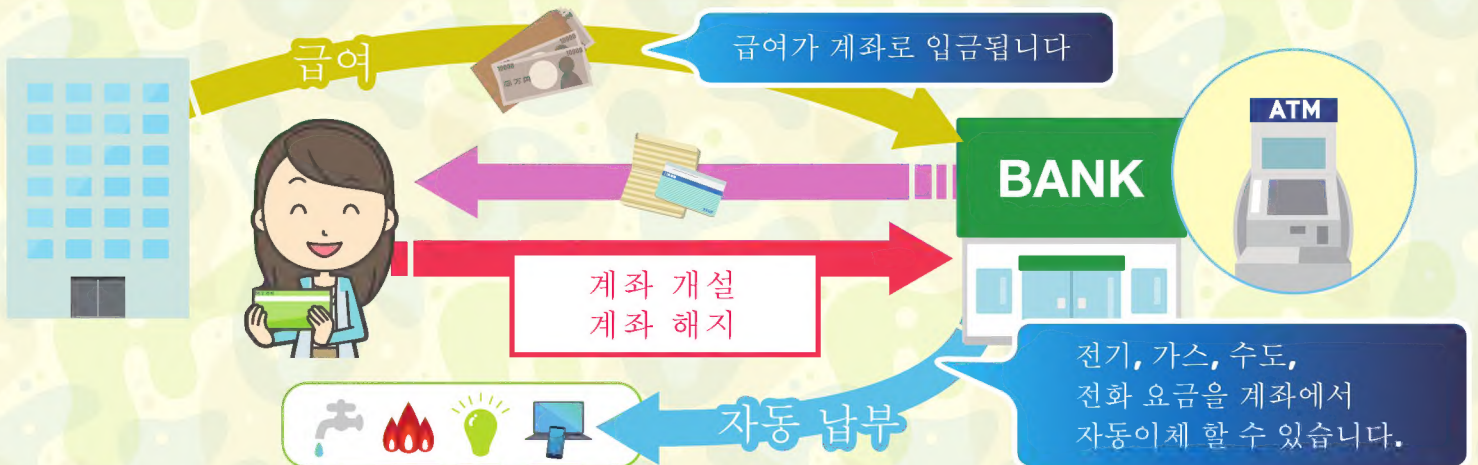 급여
급여가 계좌로 입금됩니다
ATM
BANK
계좌 개설
계좌 해지
전기, 가스, 수도,
전화 요금을 계좌에서
자동이체 할 수 있습니다.
자동 납부